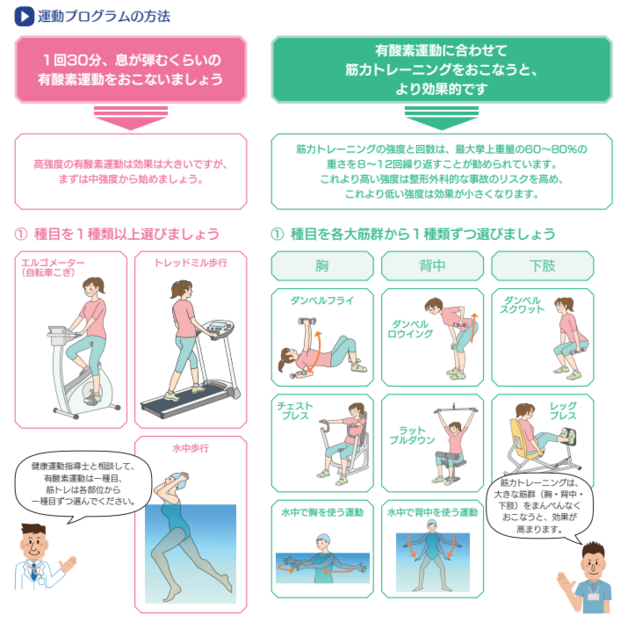 運動プログラムの方法
１回30分、息が弾むくらいの
有酸素運動をおこないましょう
高強度の有酸素運動は効果は大きいですが、
まずは中強度から始めましょう。
① 種目を１種類以上選びましょう
エルゴメーター
（自転車こぎ）
トレッドミル歩行
水中歩行
健康運動指導士と相談して、
有酸素運動は一種目、
筋トレは各部位から
一種目ずつ選んでください。
有酸素運動に合わせて
筋力トレーニングをおこなうと、
より効果的です
筋力トレーニングの強度と回数は、最大挙上重量の60〜80％の
重さを８〜12回繰り返すことが勧められています。
これより高い強度は整形外科的な事故のリスクを高め、
これより低い強度は効果が小さくなります。
① 種目を各大筋群から１種類ずつ選びましょう
胸
背中
下肢
ダンベルフライ
ダンベル
ロウイング
ダンベル
スクワット
チェスト
プレス
ラット
プルダウン
レッグ
プレス
水中で胸を使う運動
水中で背中を使う運動
筋力トレーニングは、
大きな筋群（胸・背中・
下肢）をまんべんなく
おこなうと、効果が
高まります。